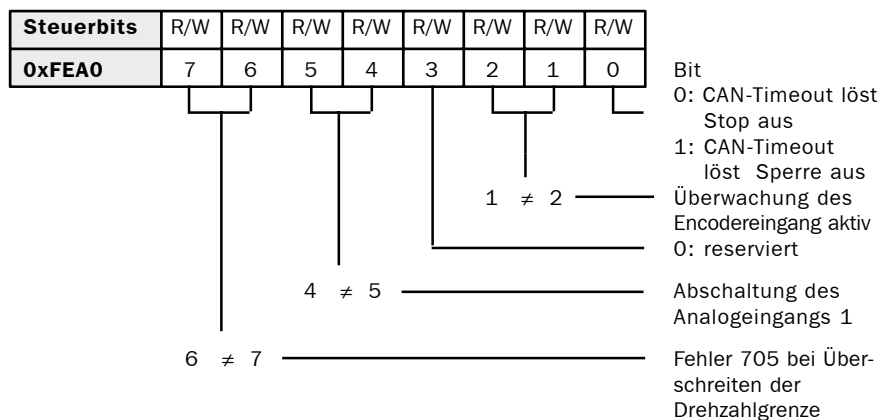 Steuerbits R/W R/W R/W R/W R/W R/W R/W R/W
0xFEA0 7 6 5 4 3 2 1 0
Bit
0: CAN-Timeout löst
Stop aus
1: CAN-Timeout
löst Sperre aus
1 ≠ 2
Überwachung des
Encodereingang aktiv
0: reserviert
4 ≠ 5
Abschaltung des
Analogeingangs 1
6 ≠ 7
Fehler 705 bei Über-
schreiten der
Drehzahlgrenze